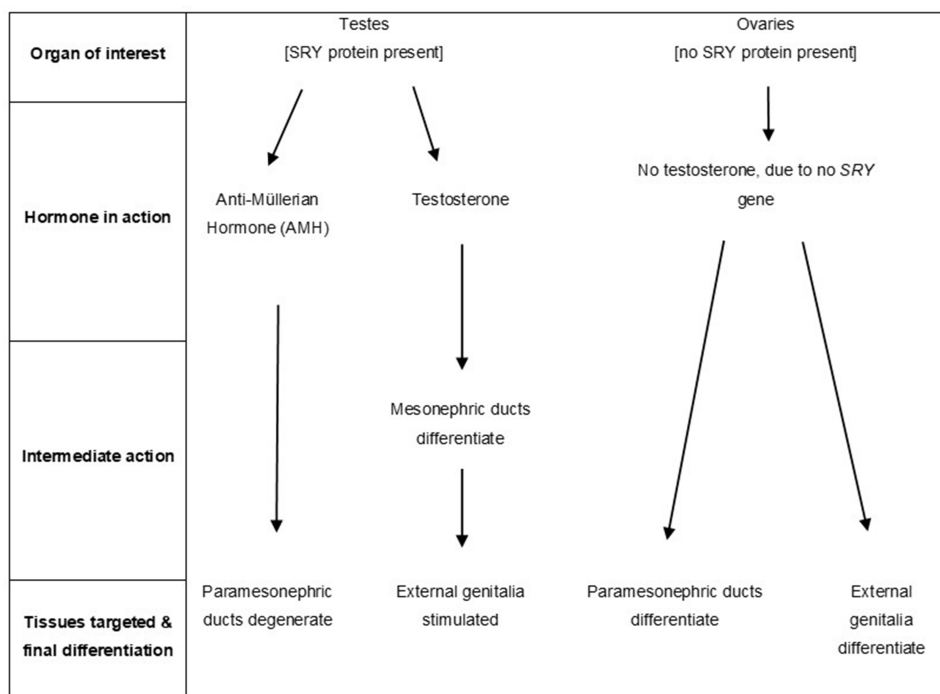 Organ of interest
Testes
[SRY protein present]
Ovaries
[no SRY protein present]
Hormone in action
Anti-Müllerian
Hormone (AMH)
Testosterone
No testosterone, due to no SRY
gene
Intermediate action
Mesonephric ducts
differentiate
Tissues targeted &
final differentiation
Paramesonephric
ducts degenerate
External genitalia
stimulated
Paramesonephric ducts
differentiate
External
genitalia
differentiate